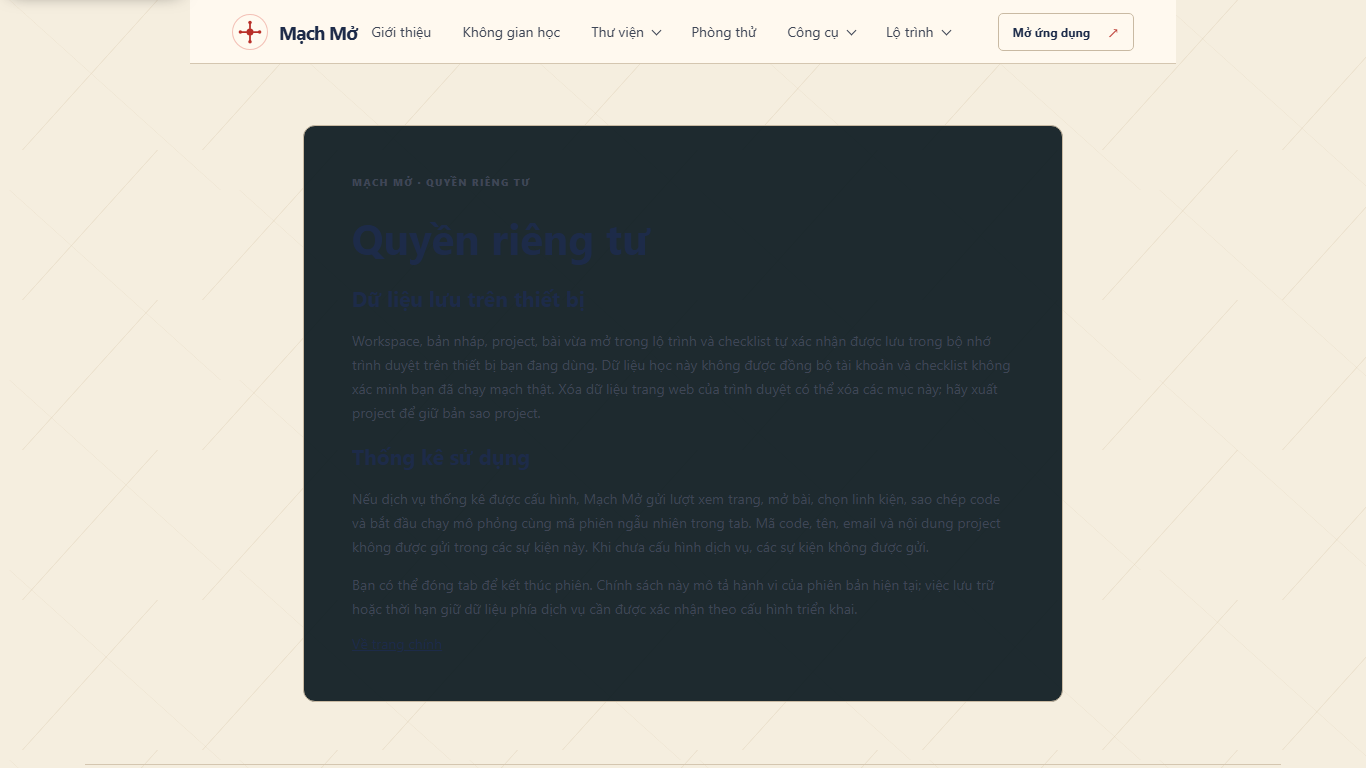 Mạch Mở
Giới thiệu
Không gian học
Thư viện
Phòng thử
Công cụ
Lộ trình
Mở ứng dụng
MẠCH MỞ · QUYỀN RIÊNG TƯ
Quyền riêng tư
Dữ liệu lưu trên thiết bị
Workspace, bản nháp, project, bài vừa mở trong lộ trình và checklist tự xác nhận được lưu trong bộ nhớ
trình duyệt trên thiết bị bạn đang dùng. Dữ liệu học này không được đồng bộ tài khoản và checklist không
xác minh bạn đã chạy mạch thật. Xóa dữ liệu trang web của trình duyệt có thể xóa các mục này; hãy xuất
project để giữ bản sao project.
Thống kê sử dụng
Nếu dịch vụ thống kê được cấu hình, Mạch Mở gửi lượt xem trang, mở bài, chọn linh kiện, sao chép code
và bắt đầu chạy mô phỏng cùng mã phiên ngẫu nhiên trong tab. Mã code, tên, email và nội dung project
không được gửi trong các sự kiện này. Khi chưa cấu hình dịch vụ, các sự kiện không được gửi.
Bạn có thể đóng tab để kết thúc phiên. Chính sách này mô tả hành vi của phiên bản hiện tại; việc lưu trữ
hoặc thời hạn giữ dữ liệu phía dịch vụ cần được xác nhận theo cấu hình triển khai.